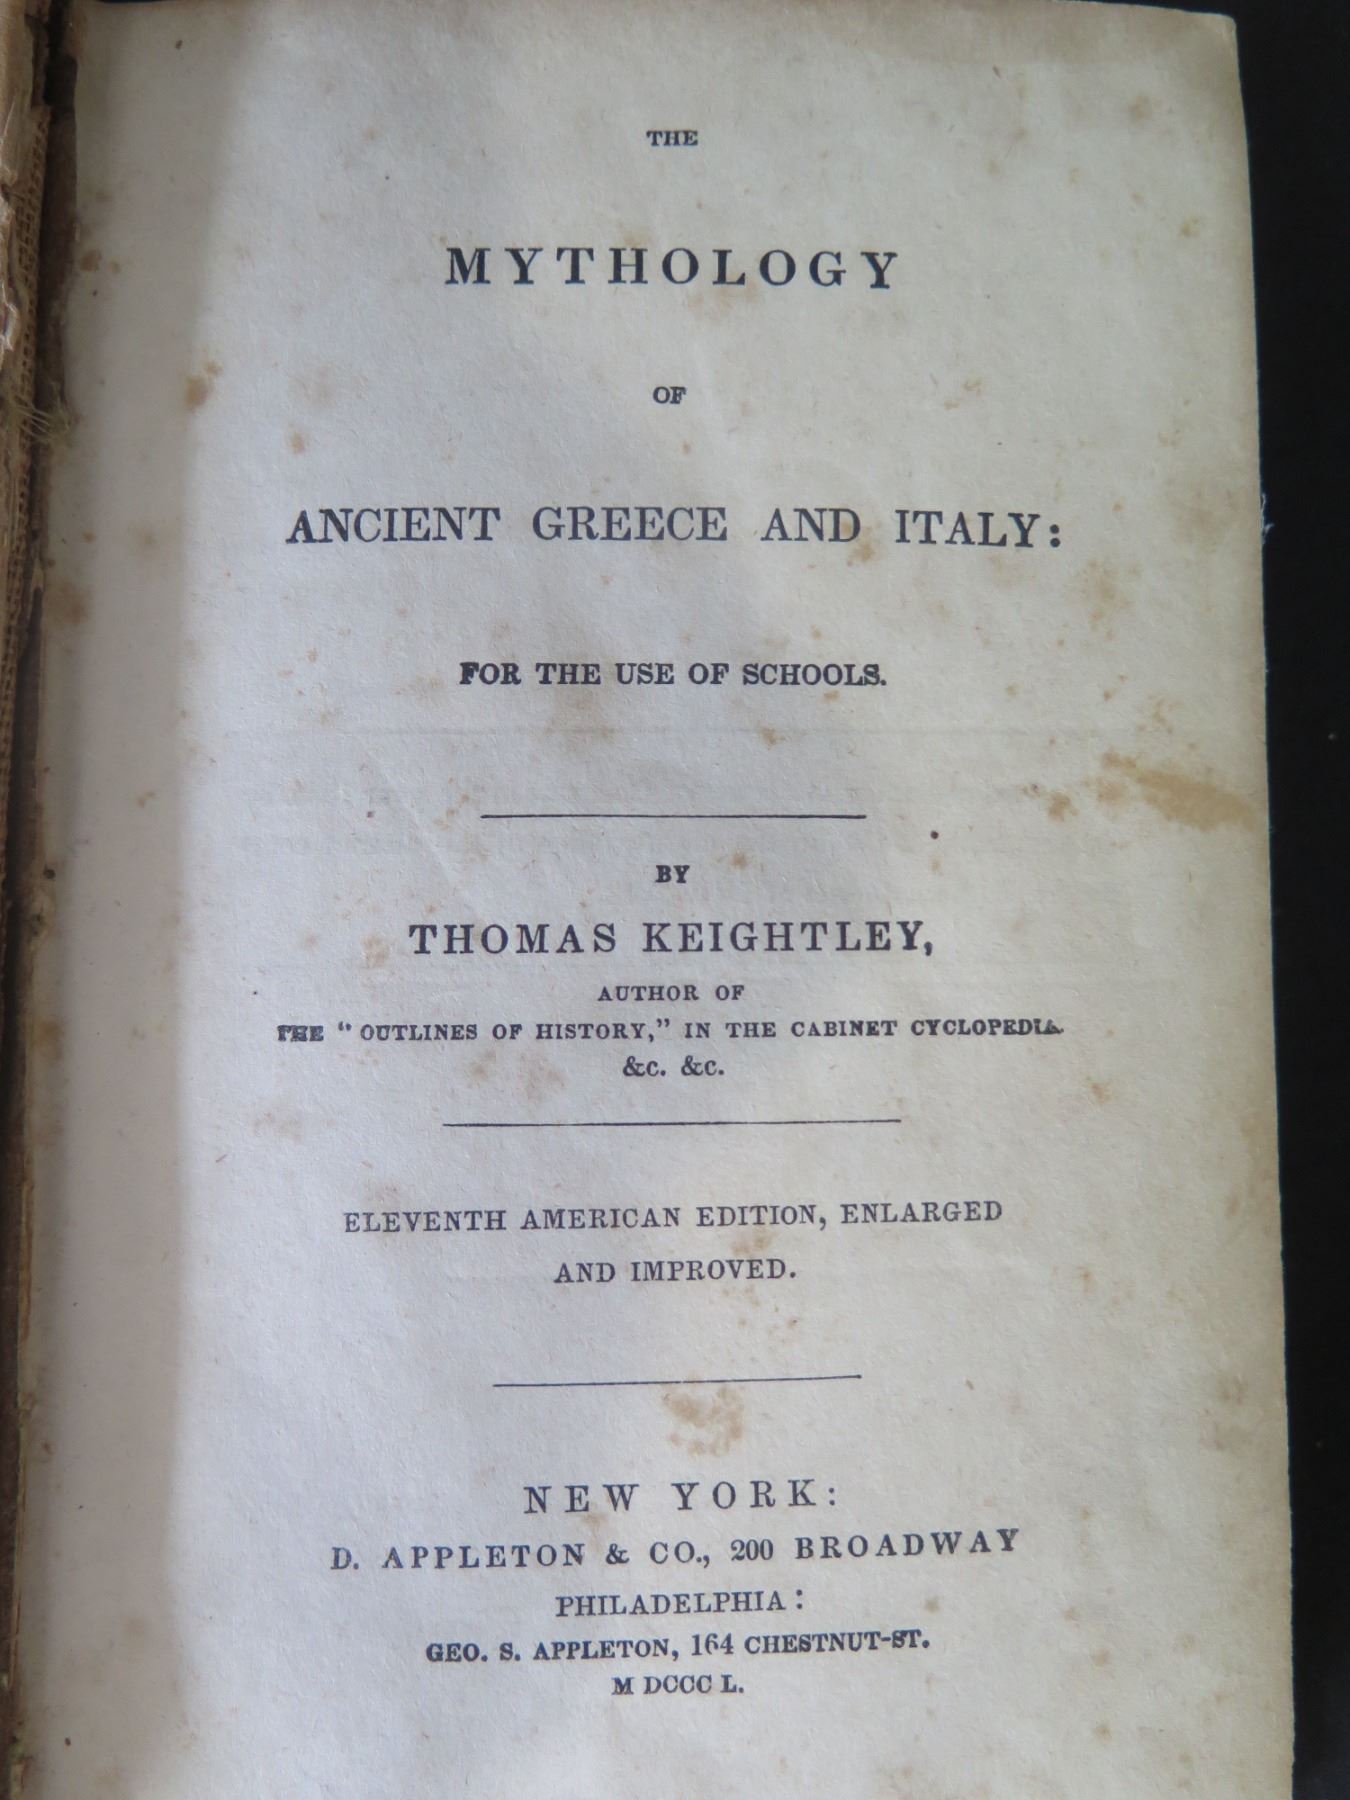 THE
MYTHOLOGY
OF
ANCIENT GREECE AND ITALY:
FOR THE USE OF SCHOOLS.
BY
THOMAS KEIGHTLEY,
AUTHOR OF
THE "OUTLINES OF HISTORY," IN THE CABINET CYCLOPEDIA
&c. &c.
ELEVENTH AMERICAN EDITION, ENLARGED
AND IMPROVED.
NEW YORK:
D. APPLETON & CO., 200 BROADWAY
PHILADELPHIA:
GEO. S. APPLETON, 164 CHESTNUT-ST.
M DCCC L.